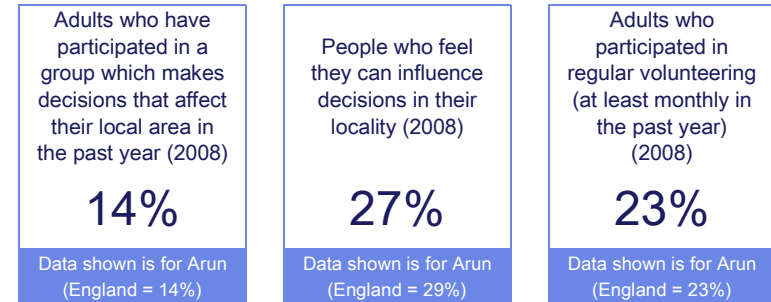 Adults who have
participated in a
group which makes
decisions that affect
their local area in
the past year (2008)
14%
Data shown is for Arun
(England = 14%)
People who feel
they can influence
decisions in their
locality (2008)
27%
Data shown is for Arun
(England = 29%)
Adults who
participated in
regular volunteering
(at least monthly in
the past year)
(2008)
23%
Data shown is for Arun
(England = 23%)